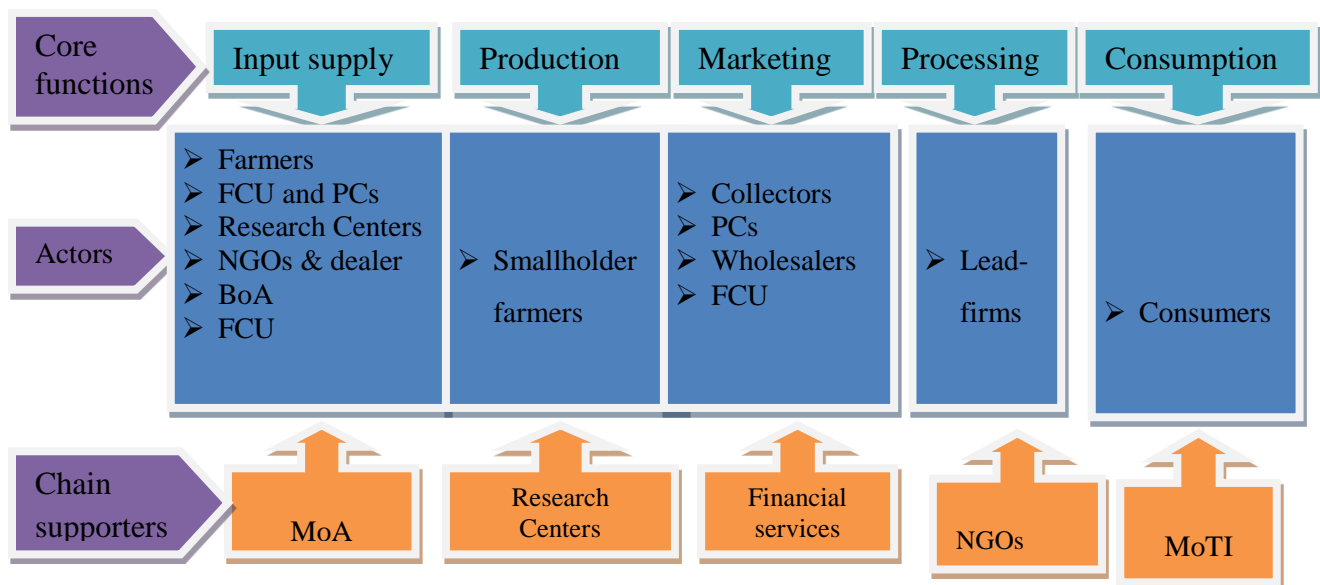 Core
functions
Input supply
Production
Marketing
Processing
Consumption
Actors
➢ Farmers
➢ FCU and PCs
➢ Research Centers
➢ NGOs & dealer
➢ BoA
➢ FCU
➢ Smallholder
farmers
➢ Collectors
➢ PCs
➢ Wholesalers
➢ FCU
➢ Lead-
firms
➢ Consumers
Chain
supporters
MoA
Research
Centers
Financial
services
NGOs
MoTI